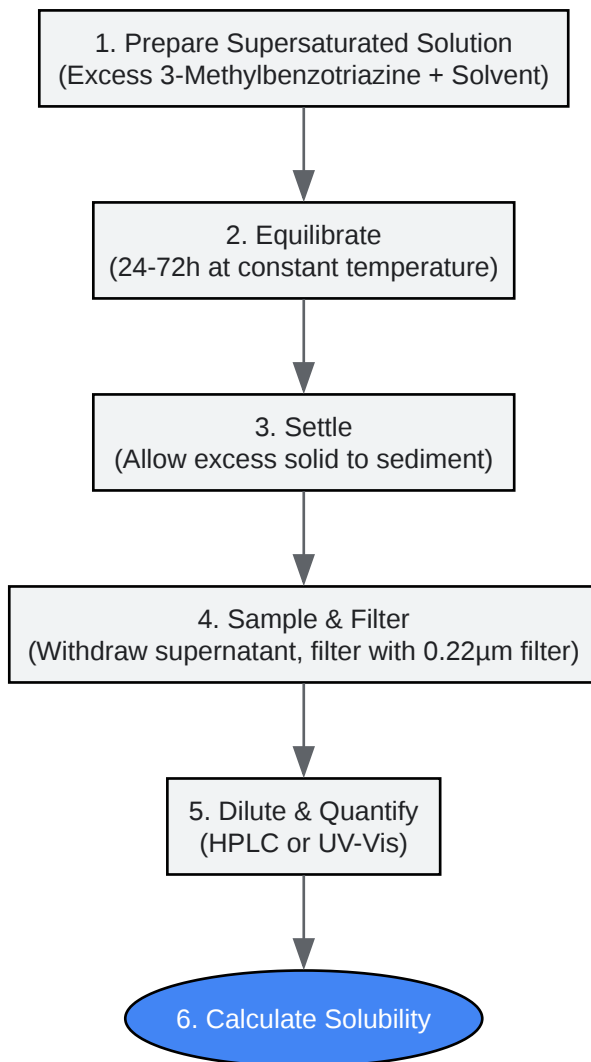 1. Prepare Supersaturated Solution
(Excess 3-Methylbenzotriazine + Solvent)
2. Equilibrate
(24-72h at constant temperature)
3. Settle
(Allow excess solid to sediment)
4. Sample & Filter
(Withdraw supernatant, filter with 0.22µm filter)
5. Dilute & Quantify
(HPLC or UV-Vis)
6. Calculate Solubility